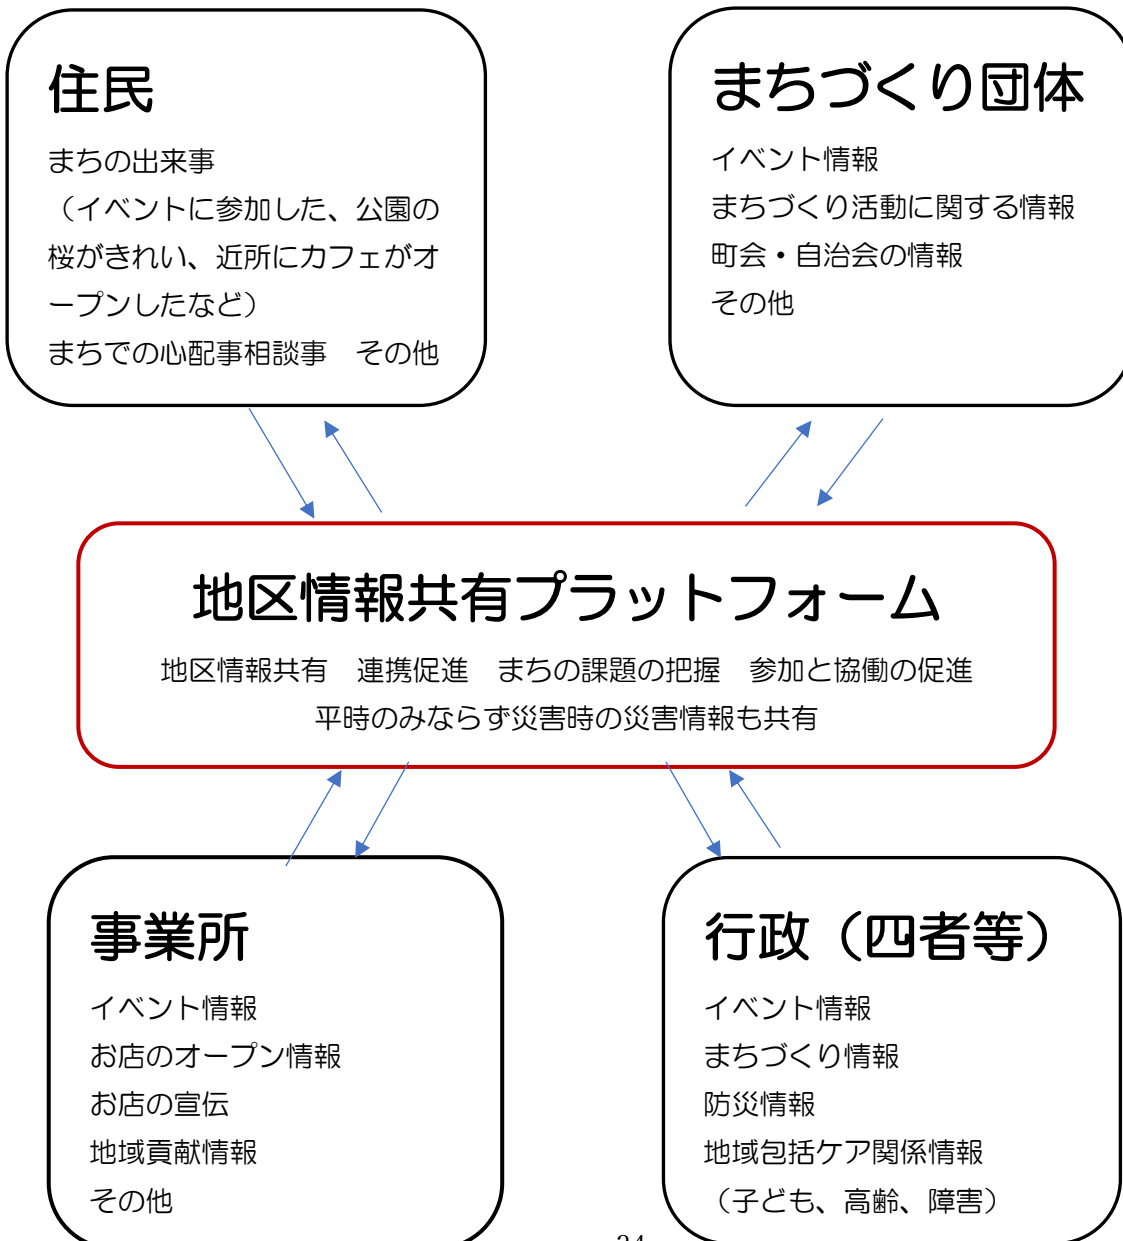 住民
まちの出来事
（イベントに参加した、公園の
桜がきれい、近所にカフェがオ
ープンしたなど）
まちでの心配事相談事　その他
まちづくり団体
イベント情報
まちづくり活動に関する情報
町会・自治会の情報
その他
地区情報共有プラットフォーム
地区情報共有　連携促進　まちの課題の把握　参加と協働の促進
平時のみならず災害時の災害情報も共有
事業所
イベント情報
お店のオープン情報
お店の宣伝
地域貢献情報
その他
行政（四者等）
イベント情報
まちづくり情報
防災情報
地域包括ケア関係情報
（子ども、高齢、障害）